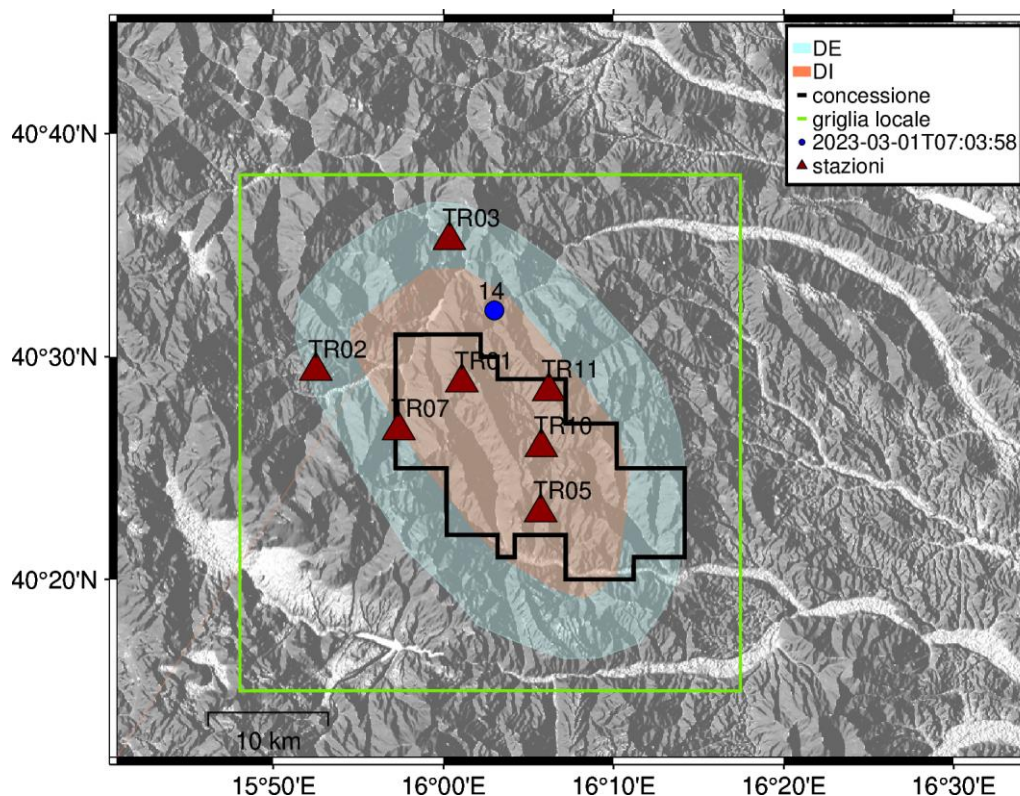 DE
DI
concessione
griglia locale
2023-03-01T07:03:58
stazioni
40°40'N
40°30'N
40°20'N
TR03
14
TR02
TR01
TR11
TR07
TR10
TR05
10 km
15°50'E
16°00'E
16°10'E
16°20'E
16°30'E